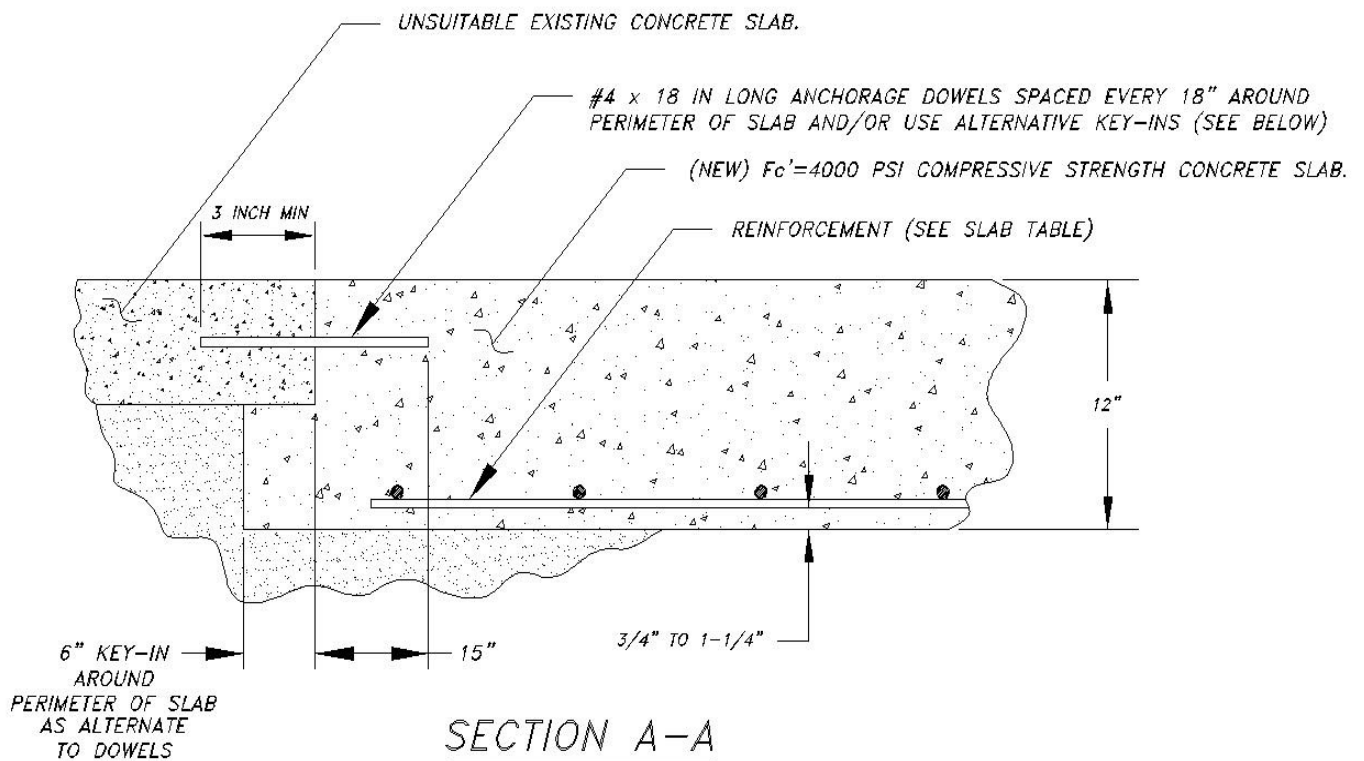 UNSUITABLE EXISTING CONCRETE SLAB.
#4 x 18 IN LONG ANCHORAGE DOWELS SPACED EVERY 18" AROUND
PERIMETER OF SLAB AND/OR USE ALTERNATIVE KEY-INS (SEE BELOW)
(NEW) Fc'=4000 PSI COMPRESSIVE STRENGTH CONCRETE SLAB.
3 INCH MIN
REINFORCEMENT (SEE SLAB TABLE)
12"
3/4" TO 1-1/4"
6" KEY-IN
AROUND
PERIMETER OF SLAB
AS ALTERNATE
TO DOWELS
15"
SECTION A-A